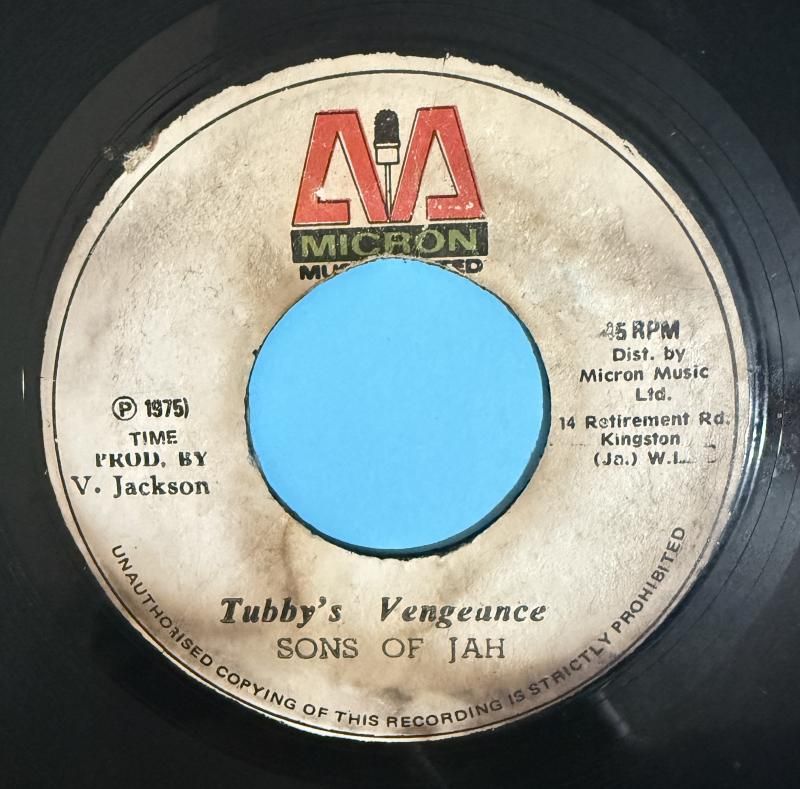 MICRON
45 RPM
Dist. by
Micron Music
Ltd.
14 Retirement Rd.
Kingston
(Ja.) W.I.
℗ 1975)
TIME
PROD. BY
V. Jackson
Tubby's Vengeance
SONS OF JAH
UNAUTHORISED COPYING OF THIS RECORDING IS STRICTLY PROHIBITED